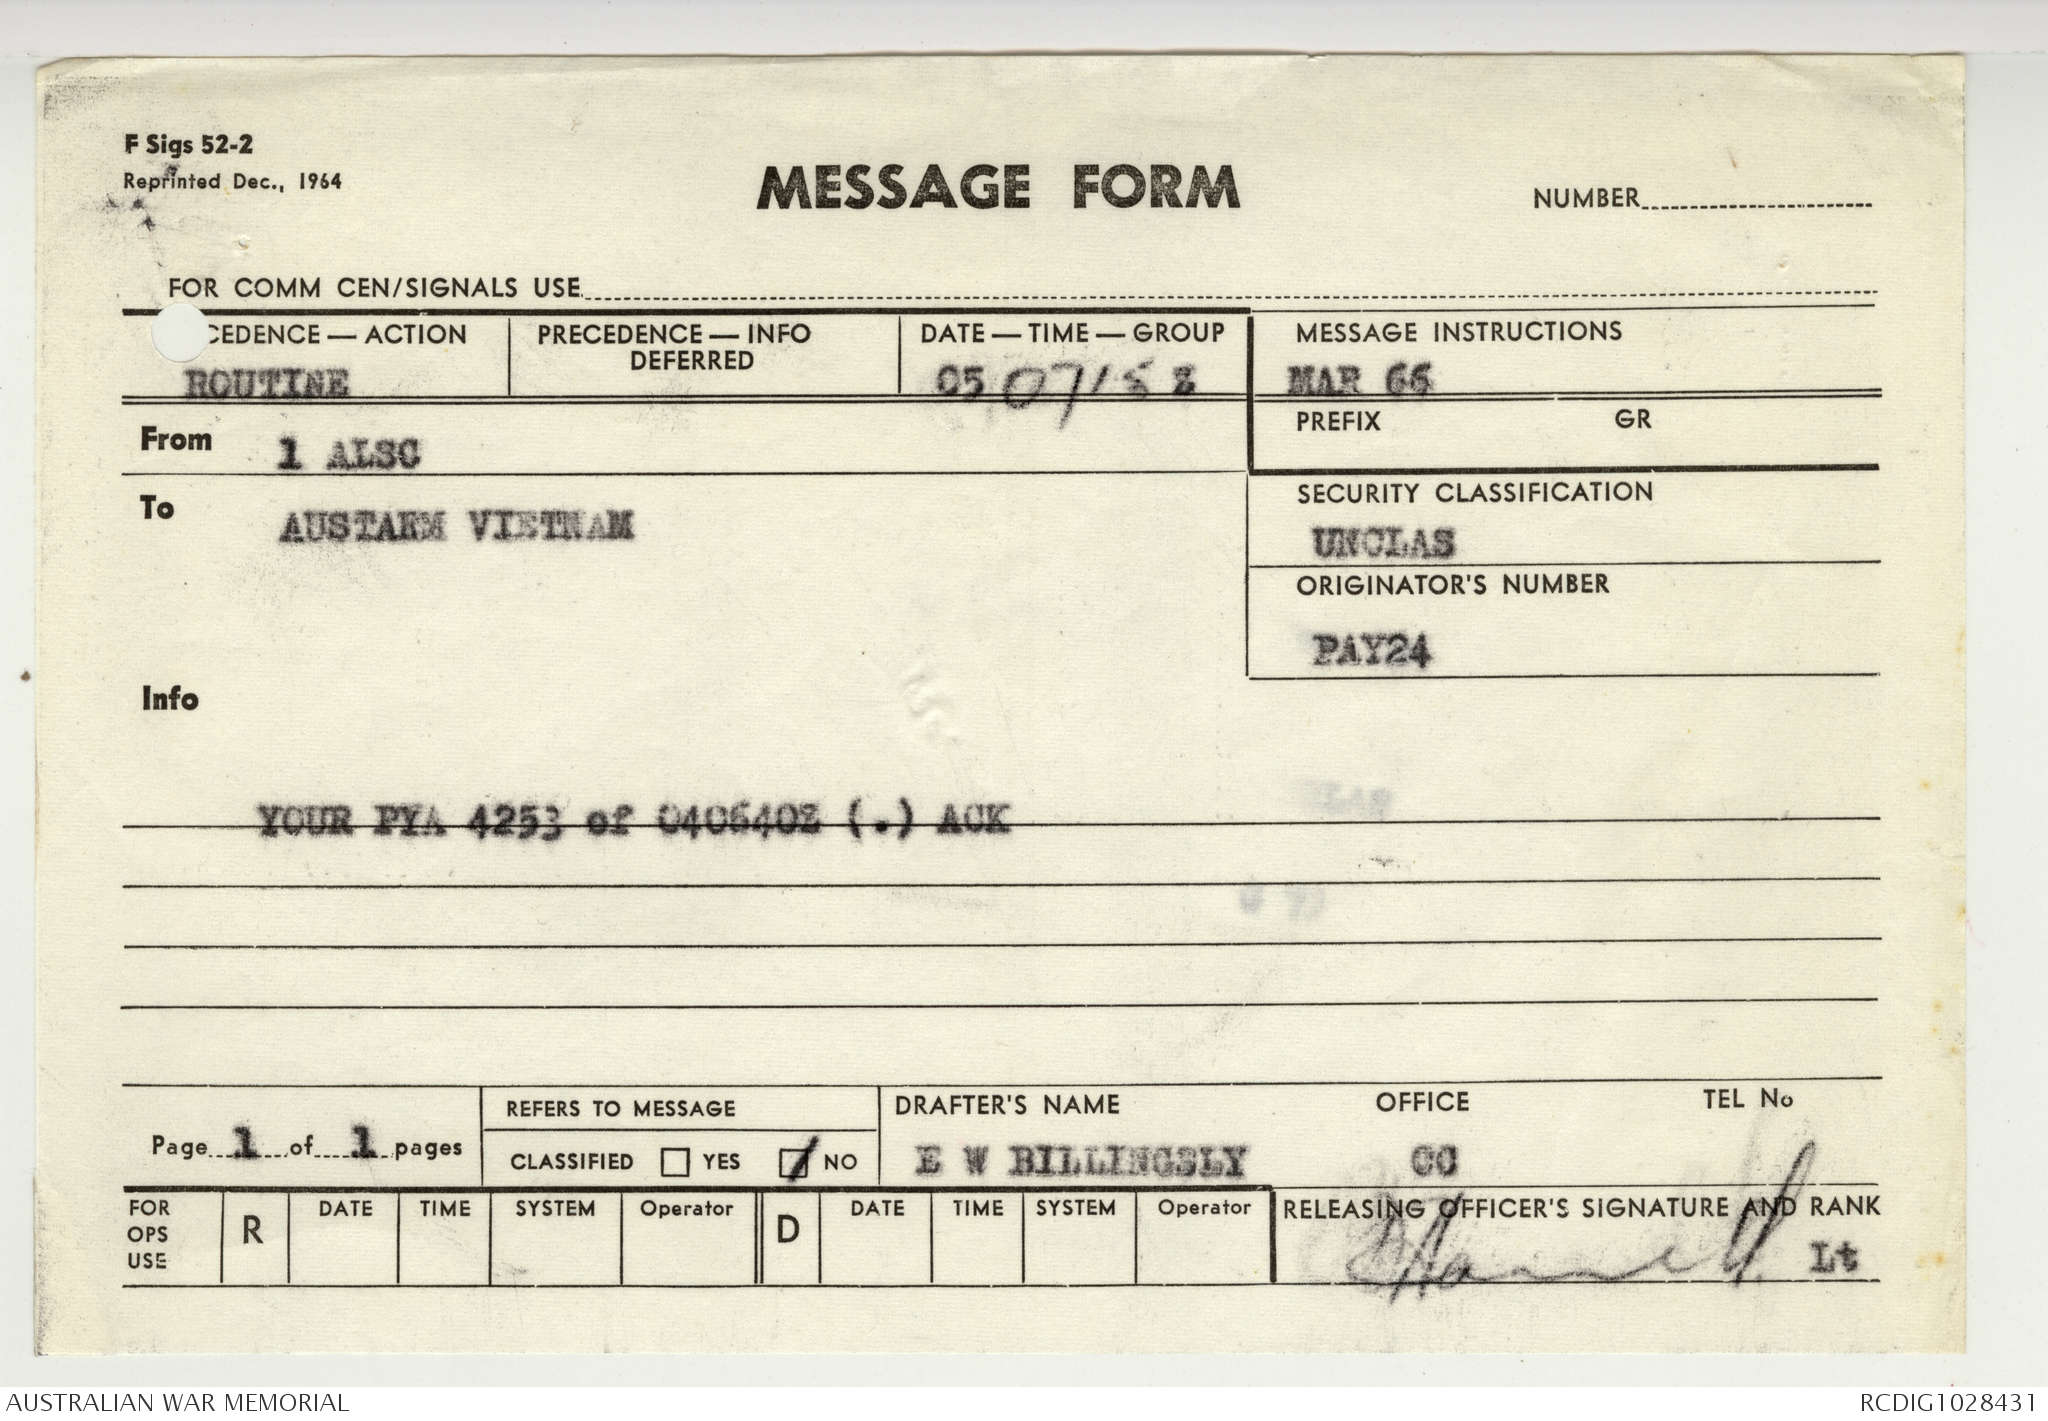 F Sigs 52-2
Reprinted Dec., 1964
MESSAGE FORM
NUMBER
FOR COMM CEN/SIGNALS USE
CEDENCE — ACTION
ROUTINE
PRECEDENCE — INFO
DEFERRED
DATE — TIME — GROUP
05 0715 Z
MESSAGE INSTRUCTIONS
MAR 66
PREFIX GR
From 1 ALSC
To AUSTARM VIETNAM
SECURITY CLASSIFICATION
UNCLAS
ORIGINATOR'S NUMBER
PAY24
Info
YOUR PYA 4253 of 040640Z (.) ACK
Page 1 of 1 pages
REFERS TO MESSAGE
CLASSIFIED YES NO
DRAFTER'S NAME OFFICE TEL No
E W BILLINGSLY CC
FOR OPS USE
R DATE TIME SYSTEM Operator D DATE TIME SYSTEM Operator
RELEASING OFFICER'S SIGNATURE AND RANK
Lt
AUSTRALIAN WAR MEMORIAL
RCDIG1028431